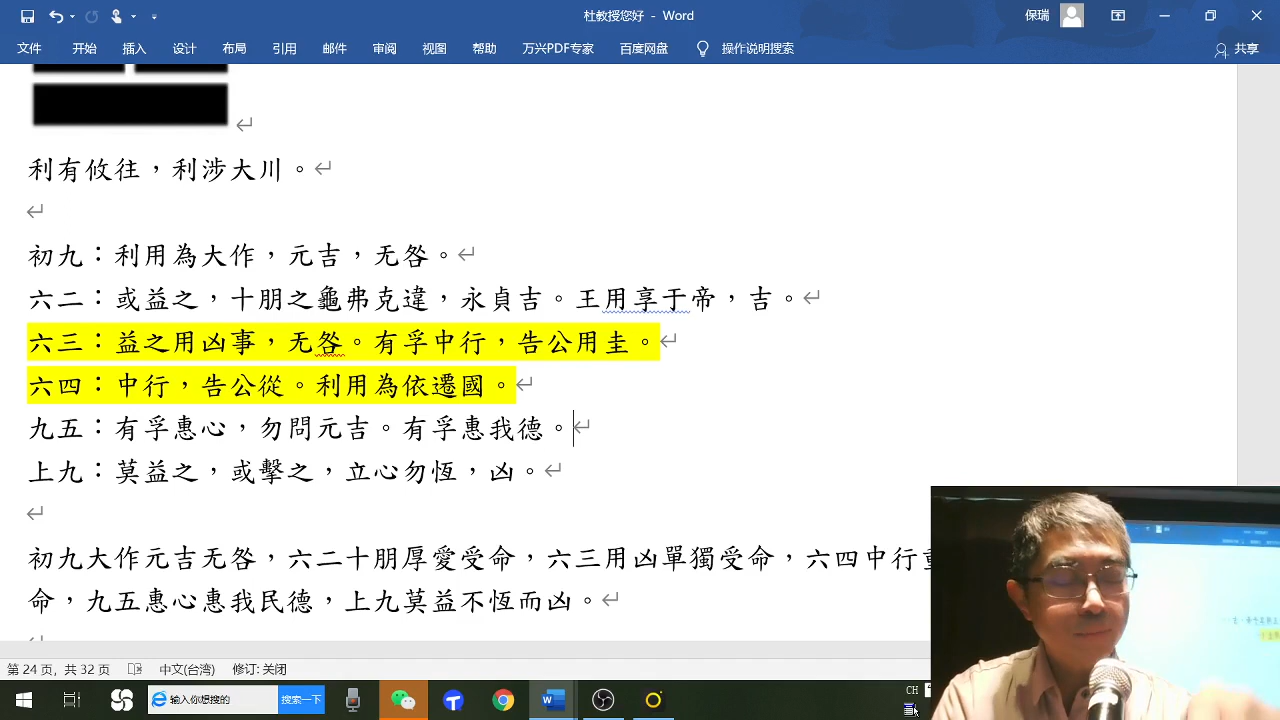 杜教授您好 - Word
保瑞
文件 开始 插入 设计 布局 引用 邮件 审阅 视图 帮助 万兴PDF专家 百度网盘 操作说明搜索 共享
利有攸往，利涉大川。
初九：利用為大作，元吉，无咎。
六二：或益之，十朋之龜弗克違，永貞吉。王用享于帝，吉。
六三：益之用凶事，无咎。有孚中行，告公用圭。
六四：中行，告公從。利用為依遷國。
九五：有孚惠心，勿問元吉。有孚惠我德。
上九：莫益之，或擊之，立心勿恆，凶。
初九大作元吉无咎，六二十朋厚愛受命，六三用凶單獨受命，六四中行
命，九五惠心惠我民德，上九莫益不恆而凶。
第 24 页，共 32 页 中文(台湾) 修订: 关闭
输入你想搜的 搜索一下 CH